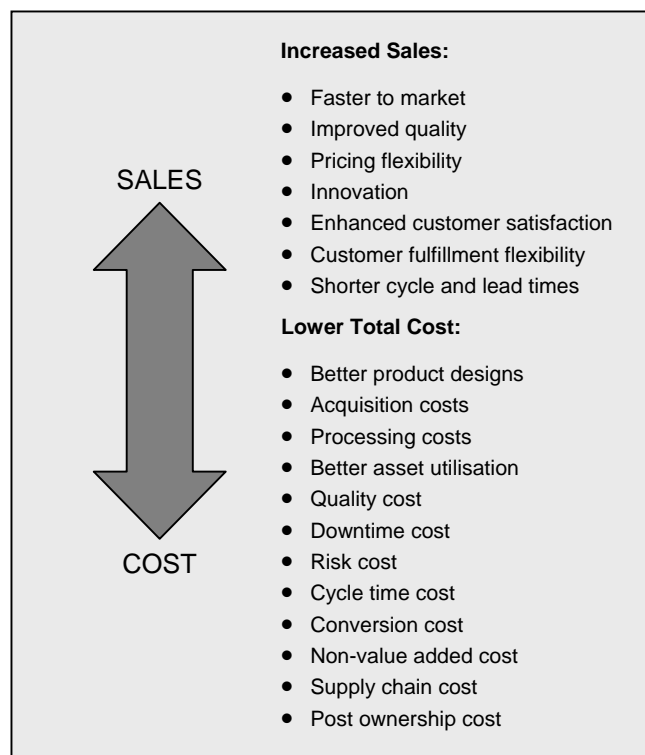 Increased Sales:
● Faster to market
● Improved quality
● Pricing flexibility
SALES
● Innovation
● Enhanced customer satisfaction
● Customer fulfillment flexibility
● Shorter cycle and lead times
Lower Total Cost:
● Better product designs
● Acquisition costs
● Processing costs
● Better asset utilisation
● Quality cost
● Downtime cost
COST
● Risk cost
● Cycle time cost
● Conversion cost
● Non-value added cost
● Supply chain cost
● Post ownership cost